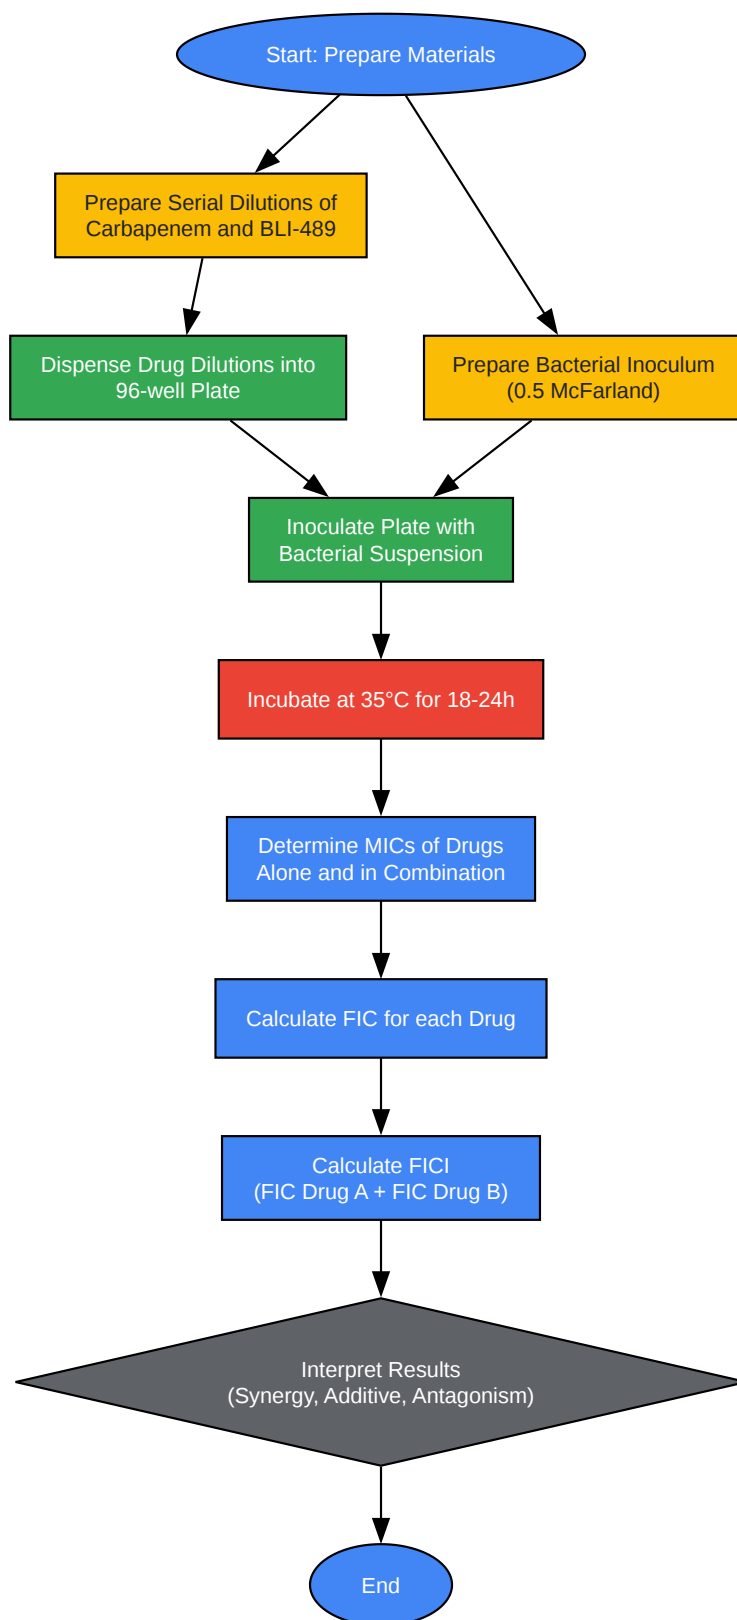 Start: Prepare Materials
Prepare Serial Dilutions of
Carbapenem and BLI-489
Dispense Drug Dilutions into
96-well Plate
Prepare Bacterial Inoculum
(0.5 McFarland)
Inoculate Plate with
Bacterial Suspension
Incubate at 35°C for 18-24h
Determine MICs of Drugs
Alone and in Combination
Calculate FIC for each Drug
Calculate FICI
(FIC Drug A + FIC Drug B)
Interpret Results
(Synergy, Additive, Antagonism)
End